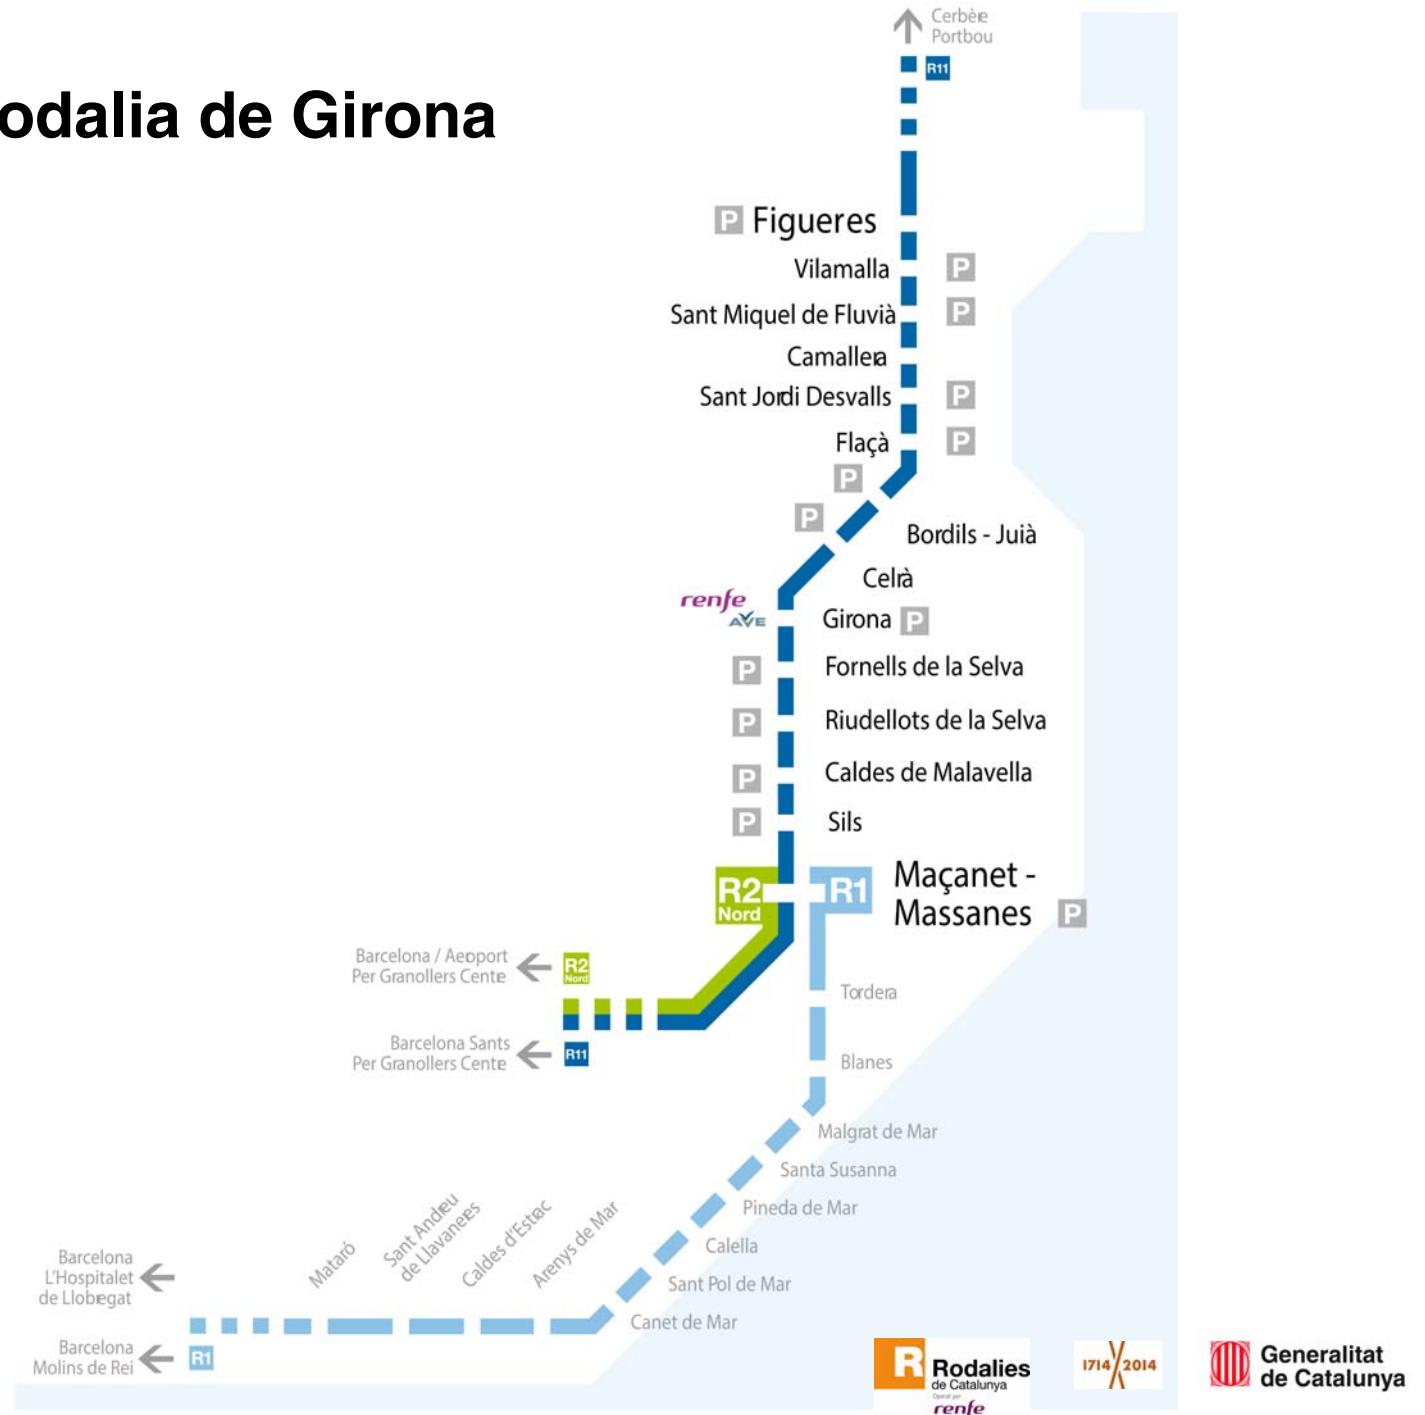 Cerbère
Portbou
R11
odalia de Girona
P Figueres
Vilamalla P
Sant Miquel de Fluvià P
Camallera
Sant Jordi Desvalls P
Flaçà P
P
P
Bordils - Juià
Celrà
renfe
AVE
Girona P
P Fornells de la Selva
P Riudellots de la Selva
P Caldes de Malavella
P Sils
R2
Nord
R1
Maçanet -
Massanes P
Barcelona / Aeroport
Per Granollers Centre
R2
Nord
Tordera
Barcelona Sants
Per Granollers Centre
R11
Blanes
Malgrat de Mar
Santa Susanna
Pineda de Mar
Calella
Sant Pol de Mar
Canet de Mar
Arenys de Mar
Caldes d'Estrac
Sant Andreu
de Llavaneres
Mataró
Barcelona
L'Hospitalet
de Llobregat
Barcelona
Molins de Rei
R1
R Rodalies
de Catalunya
Operat per
renfe
1714 2014
Generalitat
de Catalunya